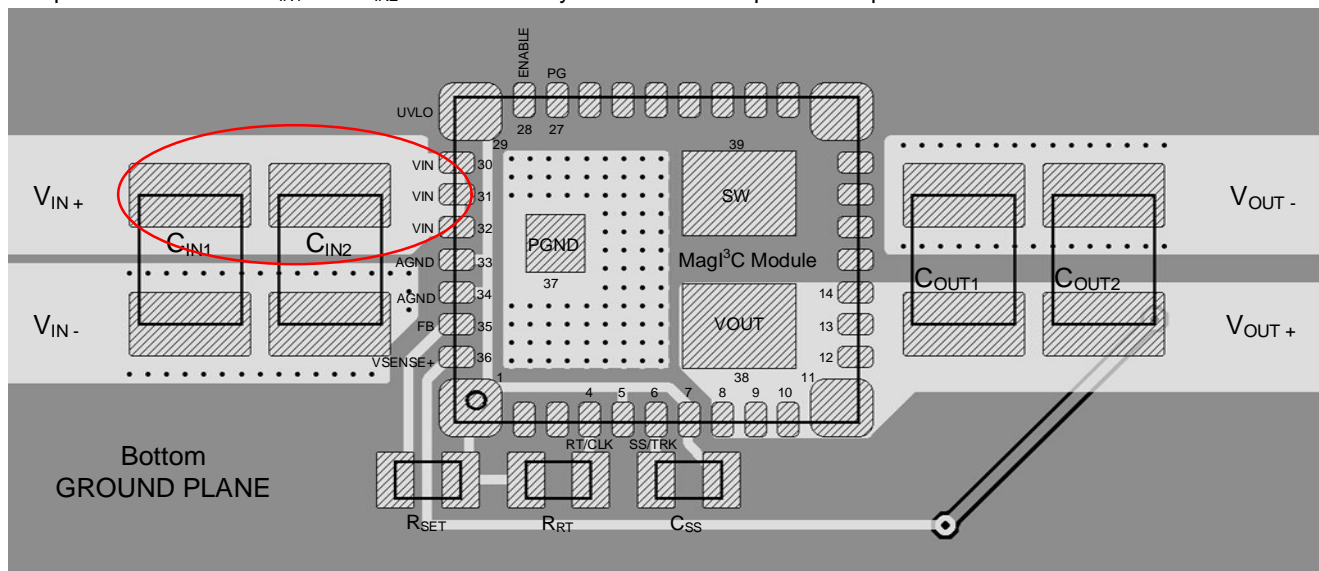 ENABLE
PG
UVLO
28 27
29
VIN 30
VIN 31
VIN 32
AGND 33
AGND 34
FB 35
VSENSE+ 36
39
SW
PGND
37
MagI³C Module
VOUT
38
14
13
12
11
1
4 5 6 7 8 9 10
RT/CLK SS/TRK
V_IN +
V_IN -
C_IN1 C_IN2
C_OUT1 C_OUT2
V_OUT -
V_OUT +
Bottom
GROUND PLANE
R_SET R_RT C_SS